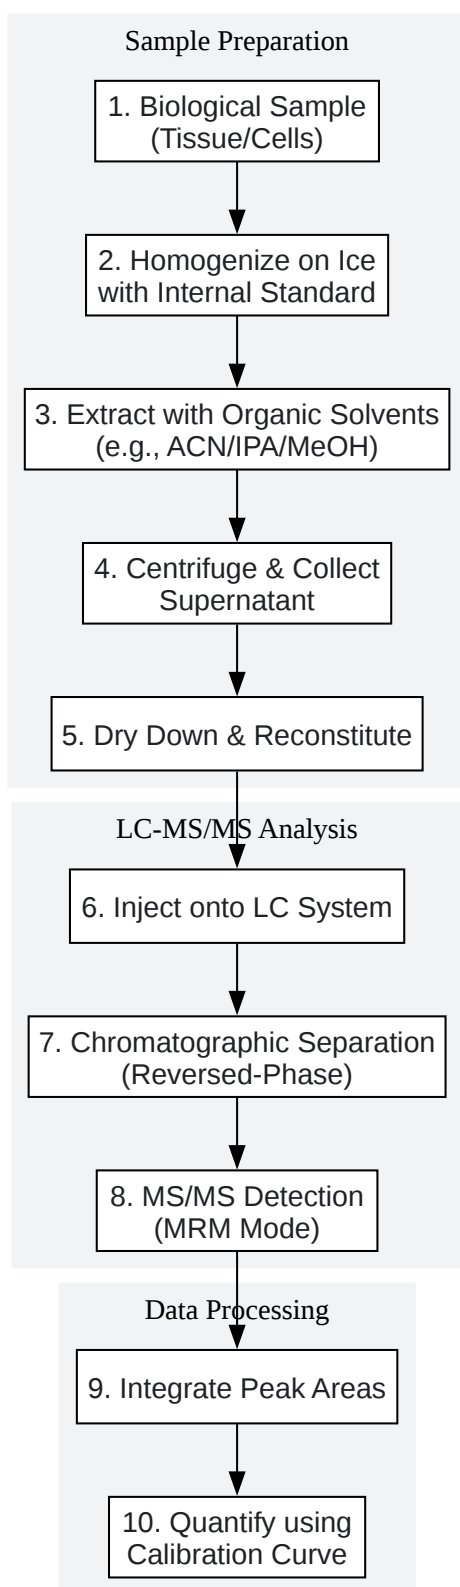 Sample Preparation
1. Biological Sample
(Tissue/Cells)
2. Homogenize on Ice
with Internal Standard
3. Extract with Organic Solvents
(e.g., ACN/IPA/MeOH)
4. Centrifuge & Collect
Supernatant
5. Dry Down & Reconstitute
LC-MS/MS Analysis
6. Inject onto LC System
7. Chromatographic Separation
(Reversed-Phase)
8. MS/MS Detection
(MRM Mode)
Data Processing
9. Integrate Peak Areas
10. Quantify using
Calibration Curve